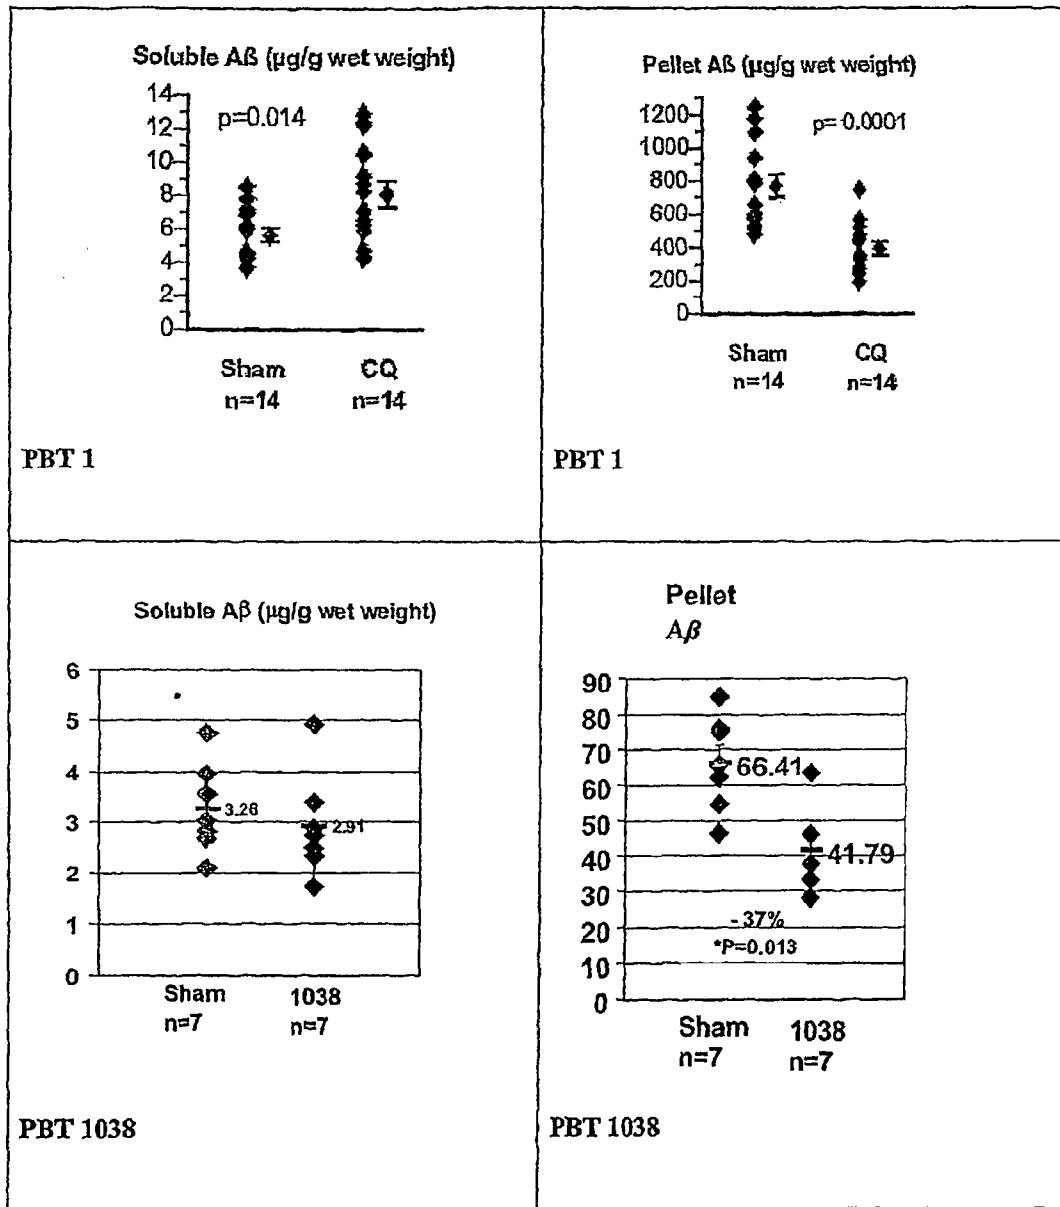 Soluble Aß (µg/g wet weight)
p=0.014
14
12
10
8
6
4
2
0
Sham
n=14
CQ
n=14
PBT 1
Pellet Aß (µg/g wet weight)
p= 0.0001
1200
1000
800
600
400
200
0
Sham
n=14
CQ
n=14
PBT 1
Soluble Aβ (µg/g wet weight)
6
5
4
3
2
1
0
3.26
2.91
Sham
n=7
1038
n=7
PBT 1038
Pellet
Aβ
90
80
70
60
50
40
30
20
10
0
66.41
41.79
- 37%
*P=0.013
Sham
n=7
1038
n=7
PBT 1038